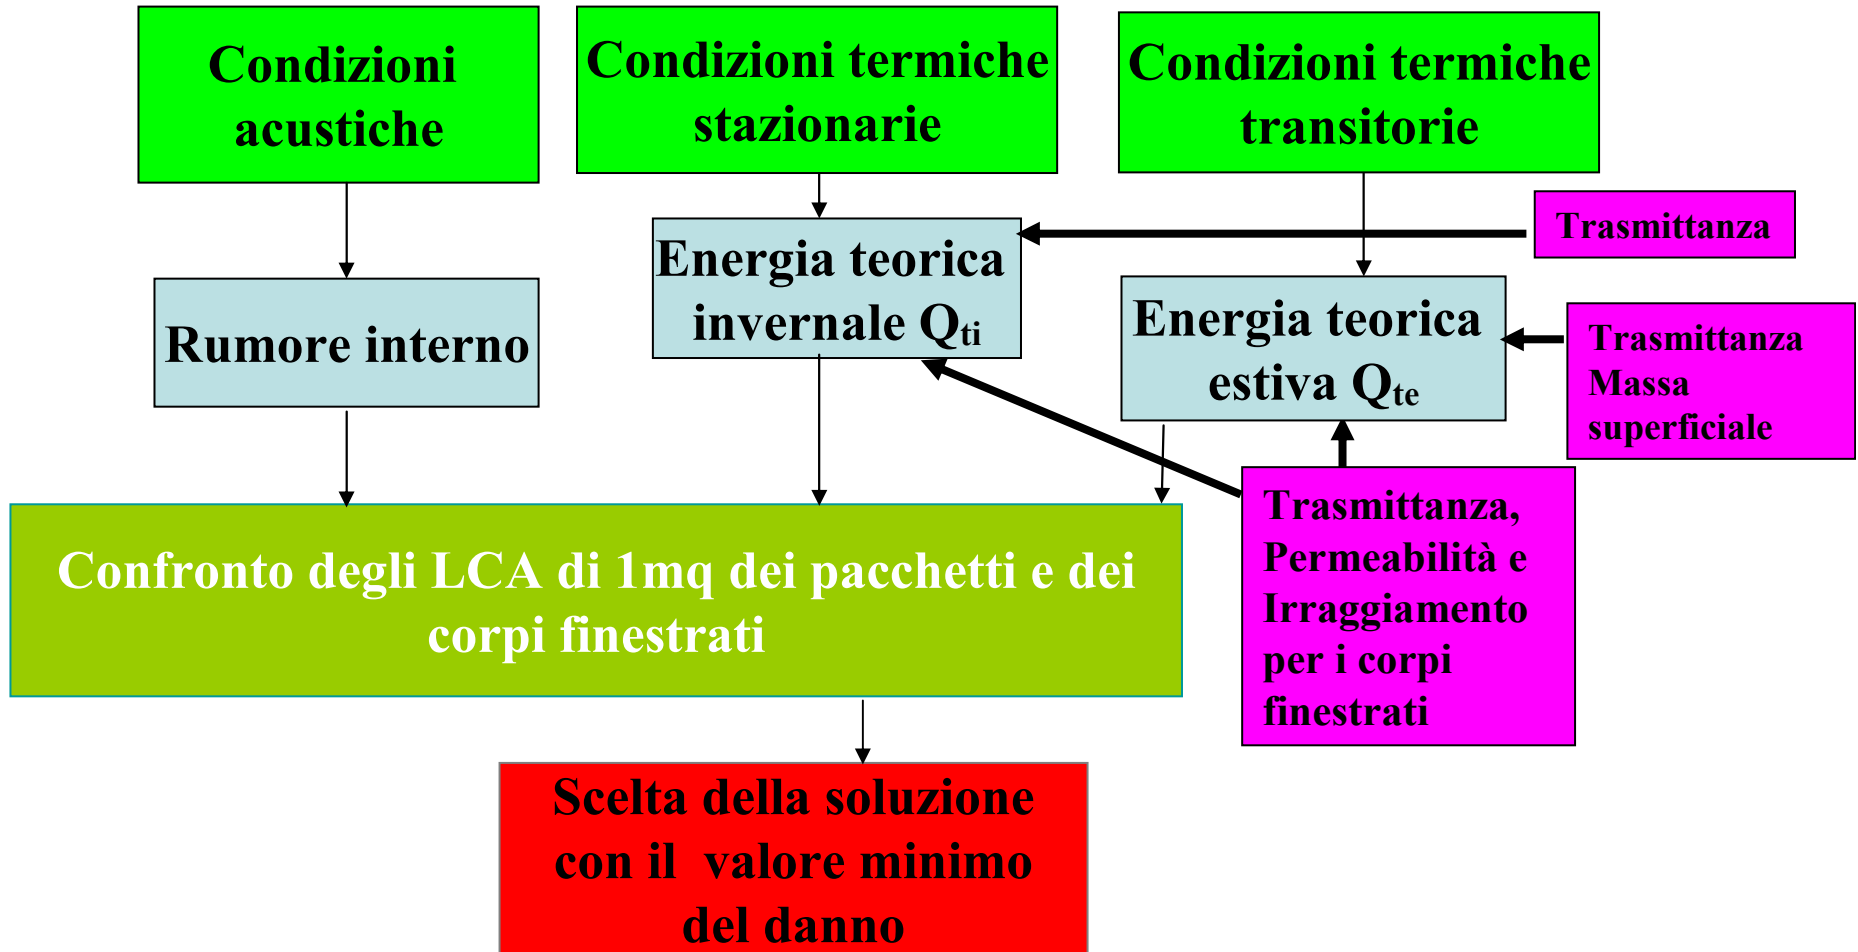 Condizioni
acustiche
Condizioni termiche
stazionarie
Condizioni termiche
transitorie
Trasmittanza
Energia teorica
invernale Qti
Rumore interno
Energia teorica
estiva Qte
Trasmittanza
Massa
superficiale
Trasmittanza,
Permeabilità e
Irraggiamento
per i corpi
finestrati
Confronto degli LCA di 1mq dei pacchetti e dei
corpi finestrati
Scelta della soluzione
con il valore minimo
del danno